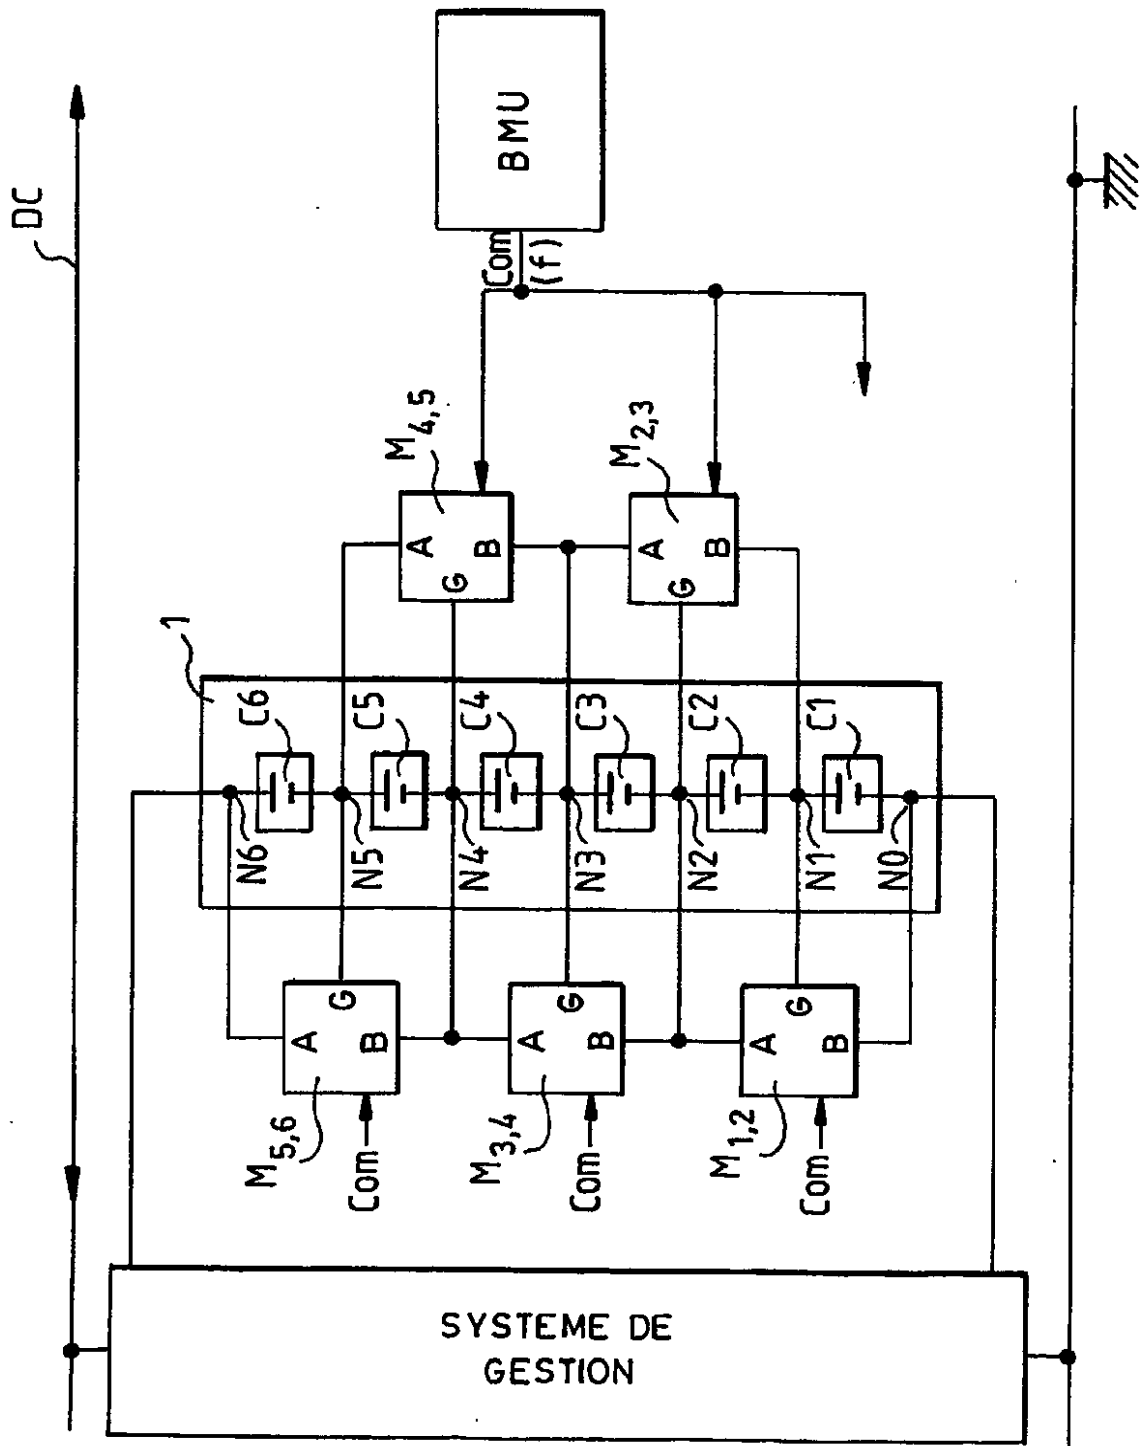 DC
BMU
Com
(f)
M4,5
M2,3
A
G
B
A
G
B
1
C6
C5
C4
C3
C2
C1
N6
N5
N4
N3
N2
N1
N0
A
G
B
A
G
B
A
G
B
M5,6
M3,4
M1,2
Com
Com
Com
SYSTEME DE
GESTION